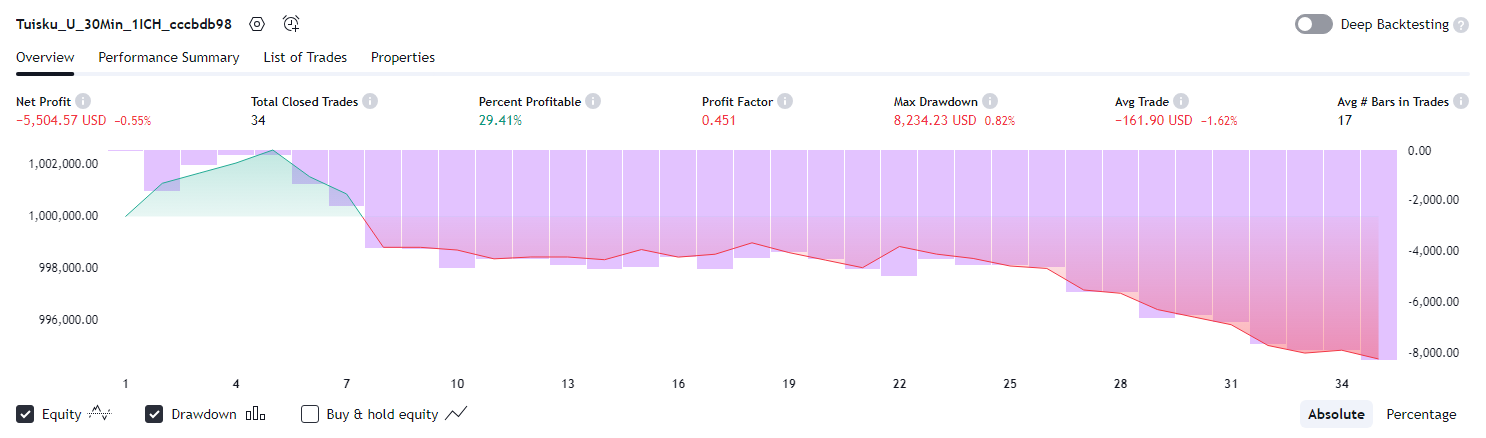 Tuisku_U_30Min_1ICH_cccbdb98
Deep Backtesting
Overview Performance Summary List of Trades Properties
Net Profit Total Closed Trades Percent Profitable Profit Factor Max Drawdown Avg Trade Avg # Bars in Trades
−5,504.57 USD −0.55% 34 29.41% 0.451 8,234.23 USD 0.82% −161.90 USD −1.62% 17
1,002,000.00 0.00
1,000,000.00 -2,000.00
998,000.00 -4,000.00
996,000.00 -6,000.00
-8,000.00
1 4 7 10 13 16 19 22 25 28 31 34
Equity Drawdown Buy & hold equity Absolute Percentage